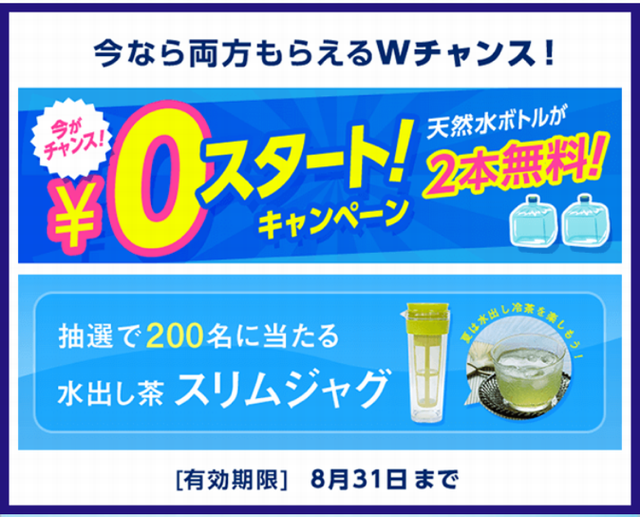 今なら両方もらえるWチャンス！
今が
チャンス！
¥0スタート！
キャンペーン
天然水ボトルが
2本無料！
抽選で200名に当たる
水出し茶 スリムジャグ
夏は水出し冷茶を楽しもう！
[有効期限] 8月31日まで